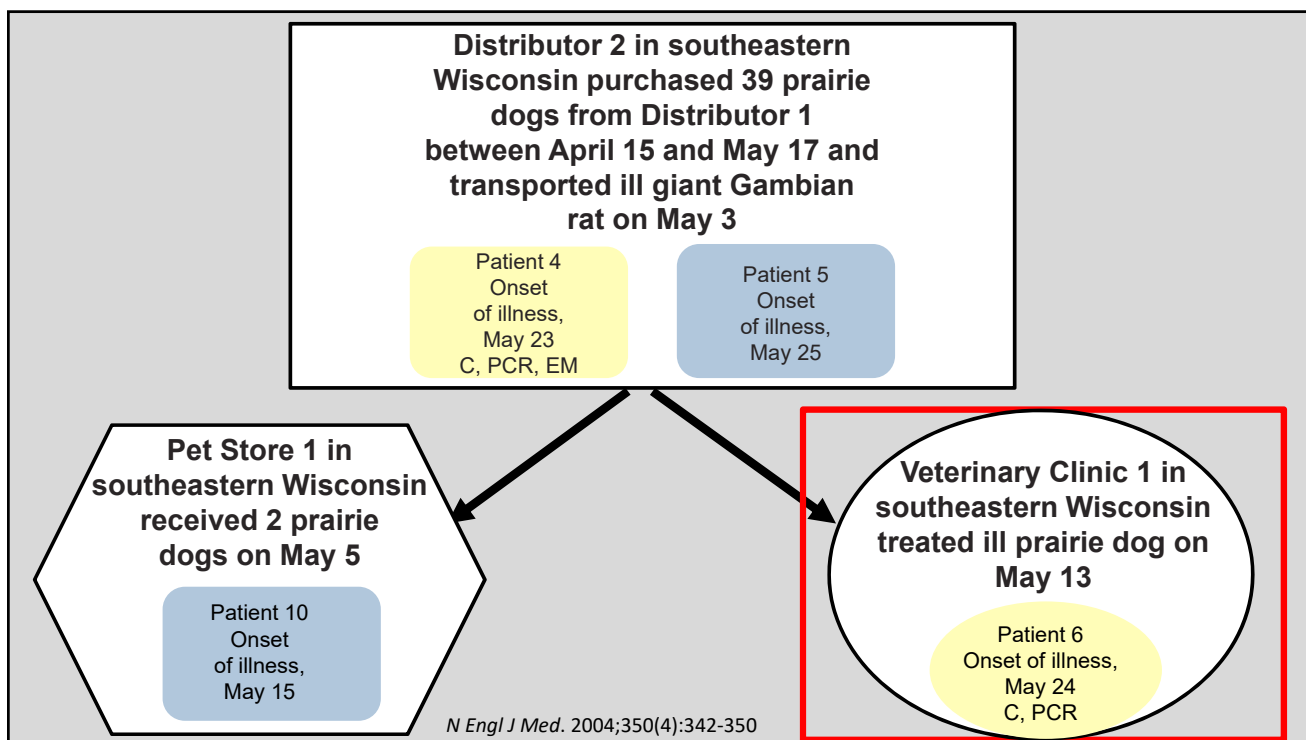 Distributor 2 in southeastern
Wisconsin purchased 39 prairie
dogs from Distributor 1
between April 15 and May 17 and
transported ill giant Gambian
rat on May 3
Patient 4
Onset
of illness,
May 23
C, PCR, EM
Patient 5
Onset
of illness,
May 25
Pet Store 1 in
southeastern Wisconsin
received 2 prairie
dogs on May 5
Patient 10
Onset
of illness,
May 15
Veterinary Clinic 1 in
southeastern Wisconsin
treated ill prairie dog on
May 13
Patient 6
Onset of illness,
May 24
C, PCR
N Engl J Med. 2004;350(4):342-350